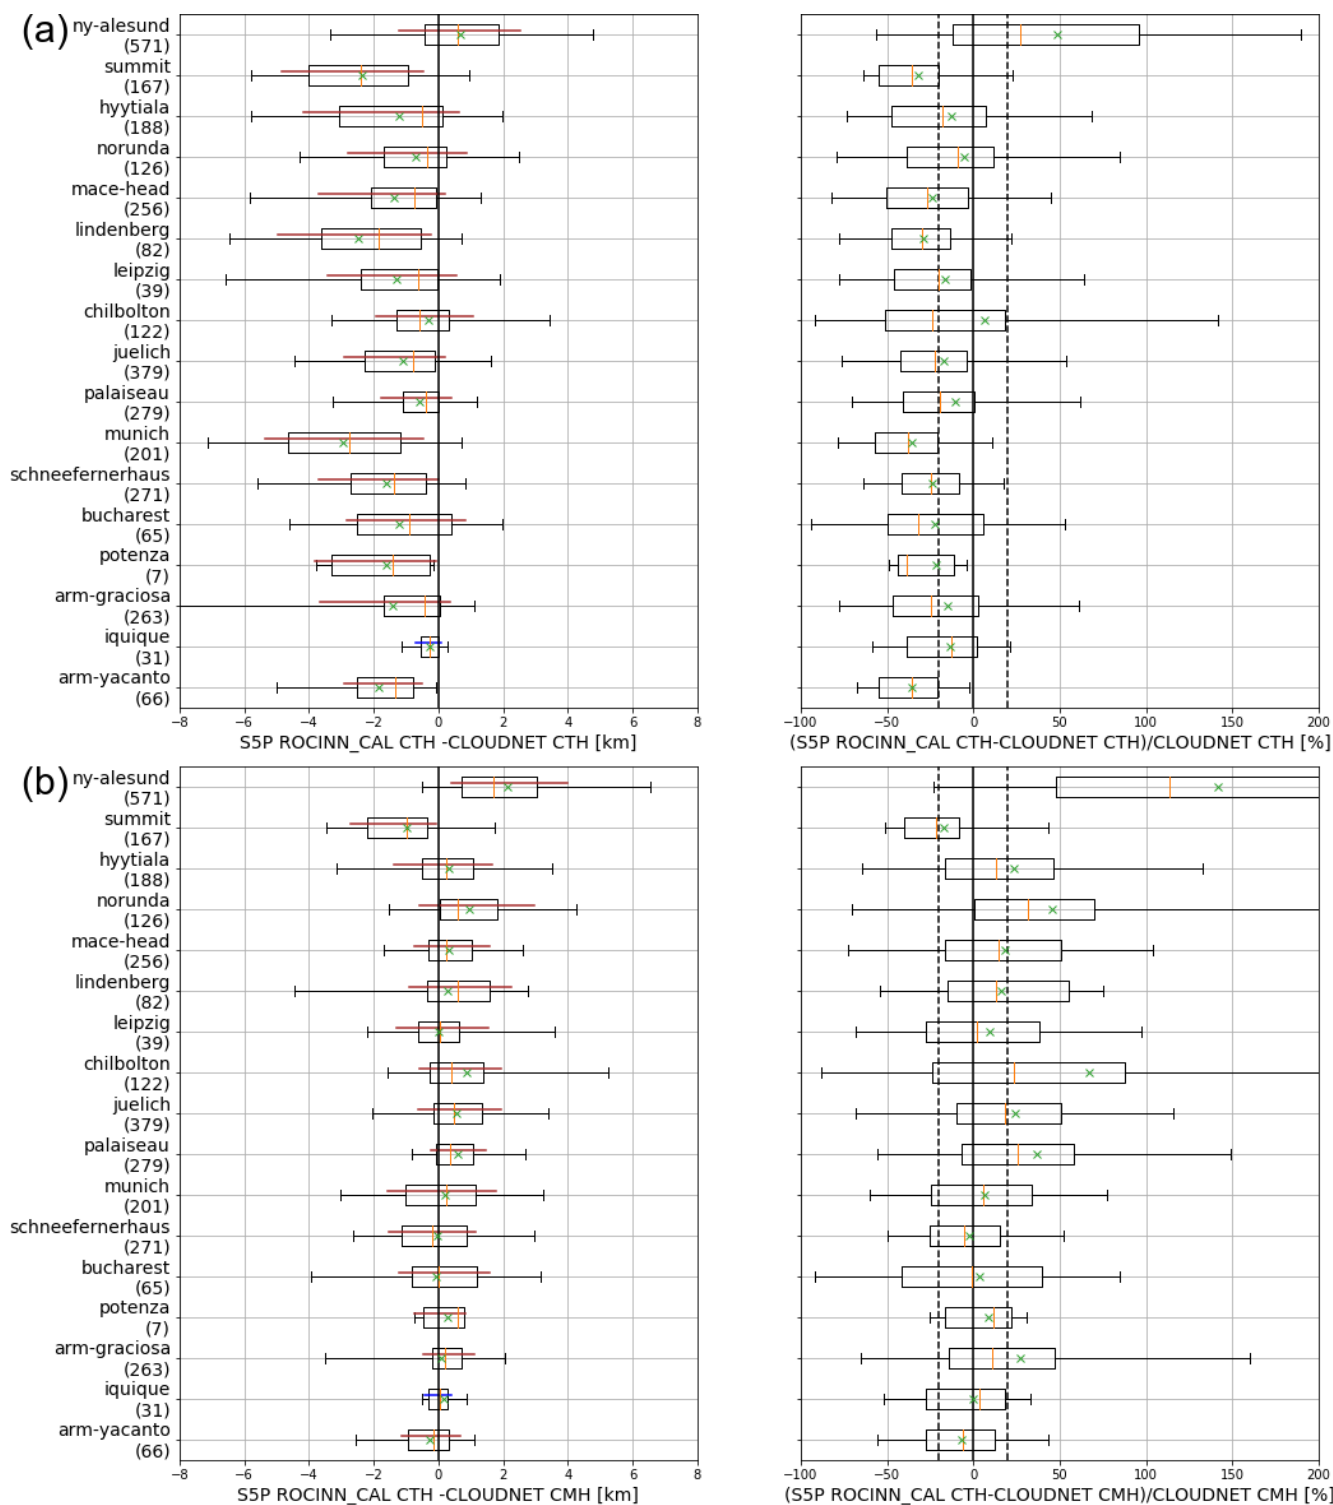 (a)
ny-alesund
(571)
summit
(167)
hyytiala
(188)
norunda
(126)
mace-head
(256)
lindenberg
(82)
leipzig
(39)
chilbolton
(122)
juelich
(379)
palaiseau
(279)
munich
(201)
schneefernerhaus
(271)
bucharest
(65)
potenza
(7)
arm-graciosa
(263)
iquique
(31)
arm-yacanto
(66)
−8 −6 −4 −2 0 2 4 6 8
S5P ROCINN_CAL CTH -CLOUDNET CTH [km]
−100 −50 0 50 100 150 200
(S5P ROCINN_CAL CTH-CLOUDNET CTH)/CLOUDNET CTH [%]
(b)
ny-alesund
(571)
summit
(167)
hyytiala
(188)
norunda
(126)
mace-head
(256)
lindenberg
(82)
leipzig
(39)
chilbolton
(122)
juelich
(379)
palaiseau
(279)
munich
(201)
schneefernerhaus
(271)
bucharest
(65)
potenza
(7)
arm-graciosa
(263)
iquique
(31)
arm-yacanto
(66)
−8 −6 −4 −2 0 2 4 6 8
S5P ROCINN_CAL CTH -CLOUDNET CMH [km]
−100 −50 0 50 100 150 200
(S5P ROCINN_CAL CTH-CLOUDNET CMH)/CLOUDNET CMH [%]